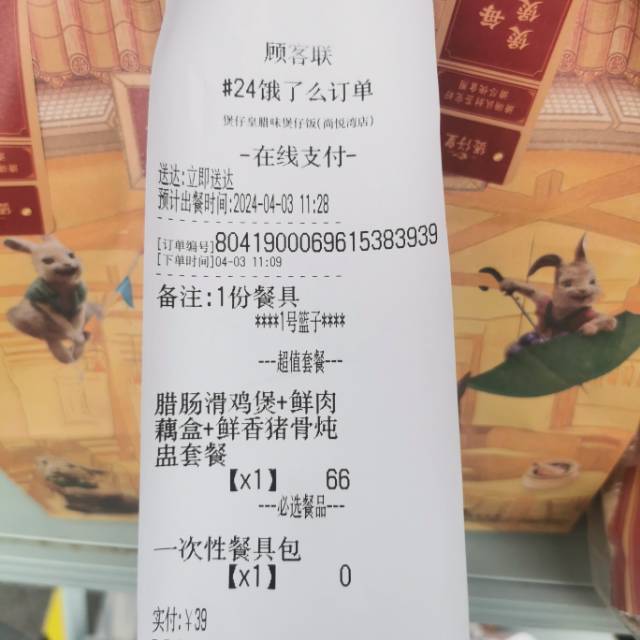 顾客联
#24饿了么订单
煲仔皇腊味煲仔饭(尚悦湾店)
-在线支付-
送达:立即送达
预计出餐时间:2024-04-03 11:28
[订单编号]8041900069615383939
[下单时间]04-03 11:09
备注:1份餐具
****1号篮子****
---超值套餐---
腊肠滑鸡煲+鲜肉
藕盒+鲜香猪骨炖
盅套餐
【x1】 66
---必选餐品---
一次性餐具包
【x1】 0
实付:¥39